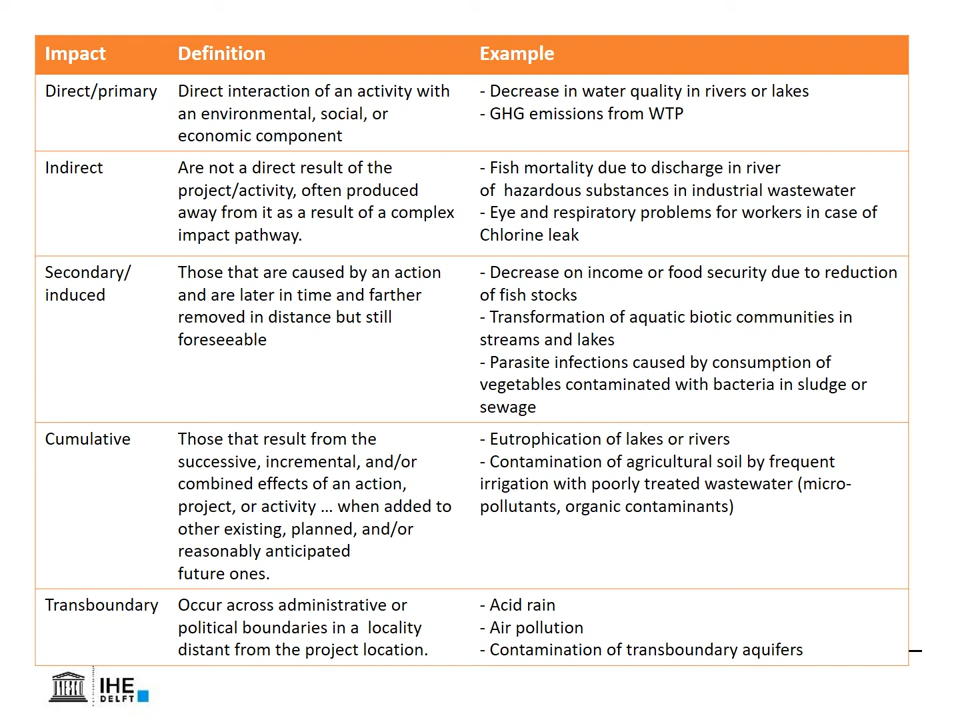 Impact Definition Example
Direct/primary
Direct interaction of an activity with
an environmental, social, or
economic component
- Decrease in water quality in rivers or lakes
- GHG emissions from WTP
Indirect
Are not a direct result of the
project/activity, often produced
away from it as a result of a complex
impact pathway.
- Fish mortality due to discharge in river
of hazardous substances in industrial wastewater
- Eye and respiratory problems for workers in case of
Chlorine leak
Secondary/
induced
Those that are caused by an action
and are later in time and farther
removed in distance but still
foreseeable
- Decrease on income or food security due to reduction
of fish stocks
- Transformation of aquatic biotic communities in
streams and lakes
- Parasite infections caused by consumption of
vegetables contaminated with bacteria in sludge or
sewage
Cumulative
Those that result from the
successive, incremental, and/or
combined effects of an action,
project, or activity … when added to
other existing, planned, and/or
reasonably anticipated
future ones.
- Eutrophication of lakes or rivers
- Contamination of agricultural soil by frequent
irrigation with poorly treated wastewater (micro-
pollutants, organic contaminants)
Transboundary
Occur across administrative or
political boundaries in a locality
distant from the project location.
- Acid rain
- Air pollution
- Contamination of transboundary aquifers
UNESCO
IHE
DELFT